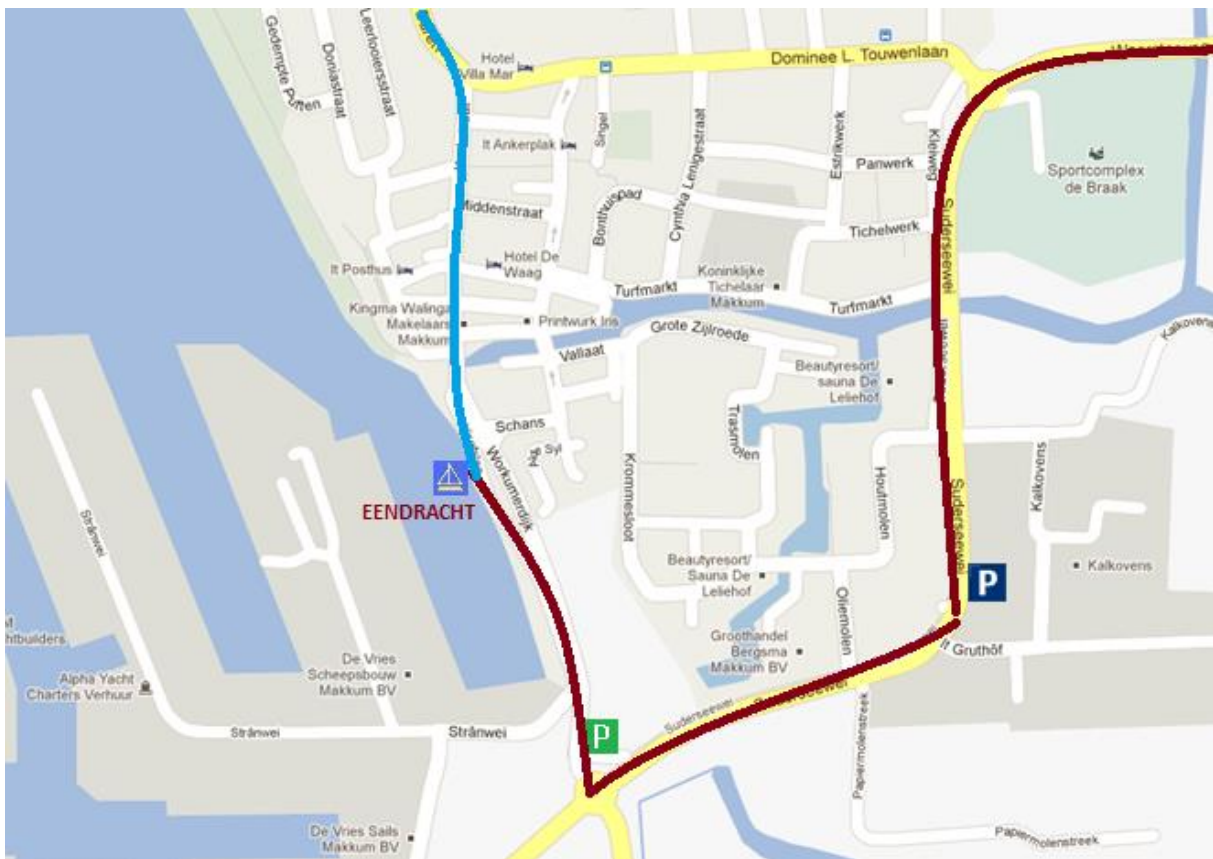 Gedempte Putten
Doniastraat
Leerlooiersstraat
Hotel
Villa Mar
Dominee L. Touwenlaan
It Ankerplak
Singel
Cynthia Lenigestraat
Estrikwerk
Panwerk
Kleiweg
Sportcomplex
de Braak
Middenstraat
Bonthuispad
Tichelwerk
Suderseewei
It Posthus
Hotel De
Waag
Koninklijke
Tichelaar
Makkum
Turfmarkt
Turfmarkt
Kingma Walinga
Makelaars
Makkum
Printwurk Iris
Grote Zijlroede
Vallaat
Kalkovens
Beautyresort/
sauna De
Leliehof
Trasmolen
Schans
Syl
Workumerdijk
EENDRACHT
Krommesloot
Houtmolen
Suderseewei
Kalkovens
Strânwei
Beautyresort/
Sauna De
Leliehof
P
Kalkovens
Oliemolen
htbuilders
Alpha Yacht
Charters Verhuur
De Vries
Scheepsbouw
Makkum BV
Groothandel
Bergsma
Makkum BV
It Gruthôf
Suderseewei
Strânwei
Strânwei
P
Papiermolenstreek
De Vries Sails
Makkum BV
Papiermolenstreek